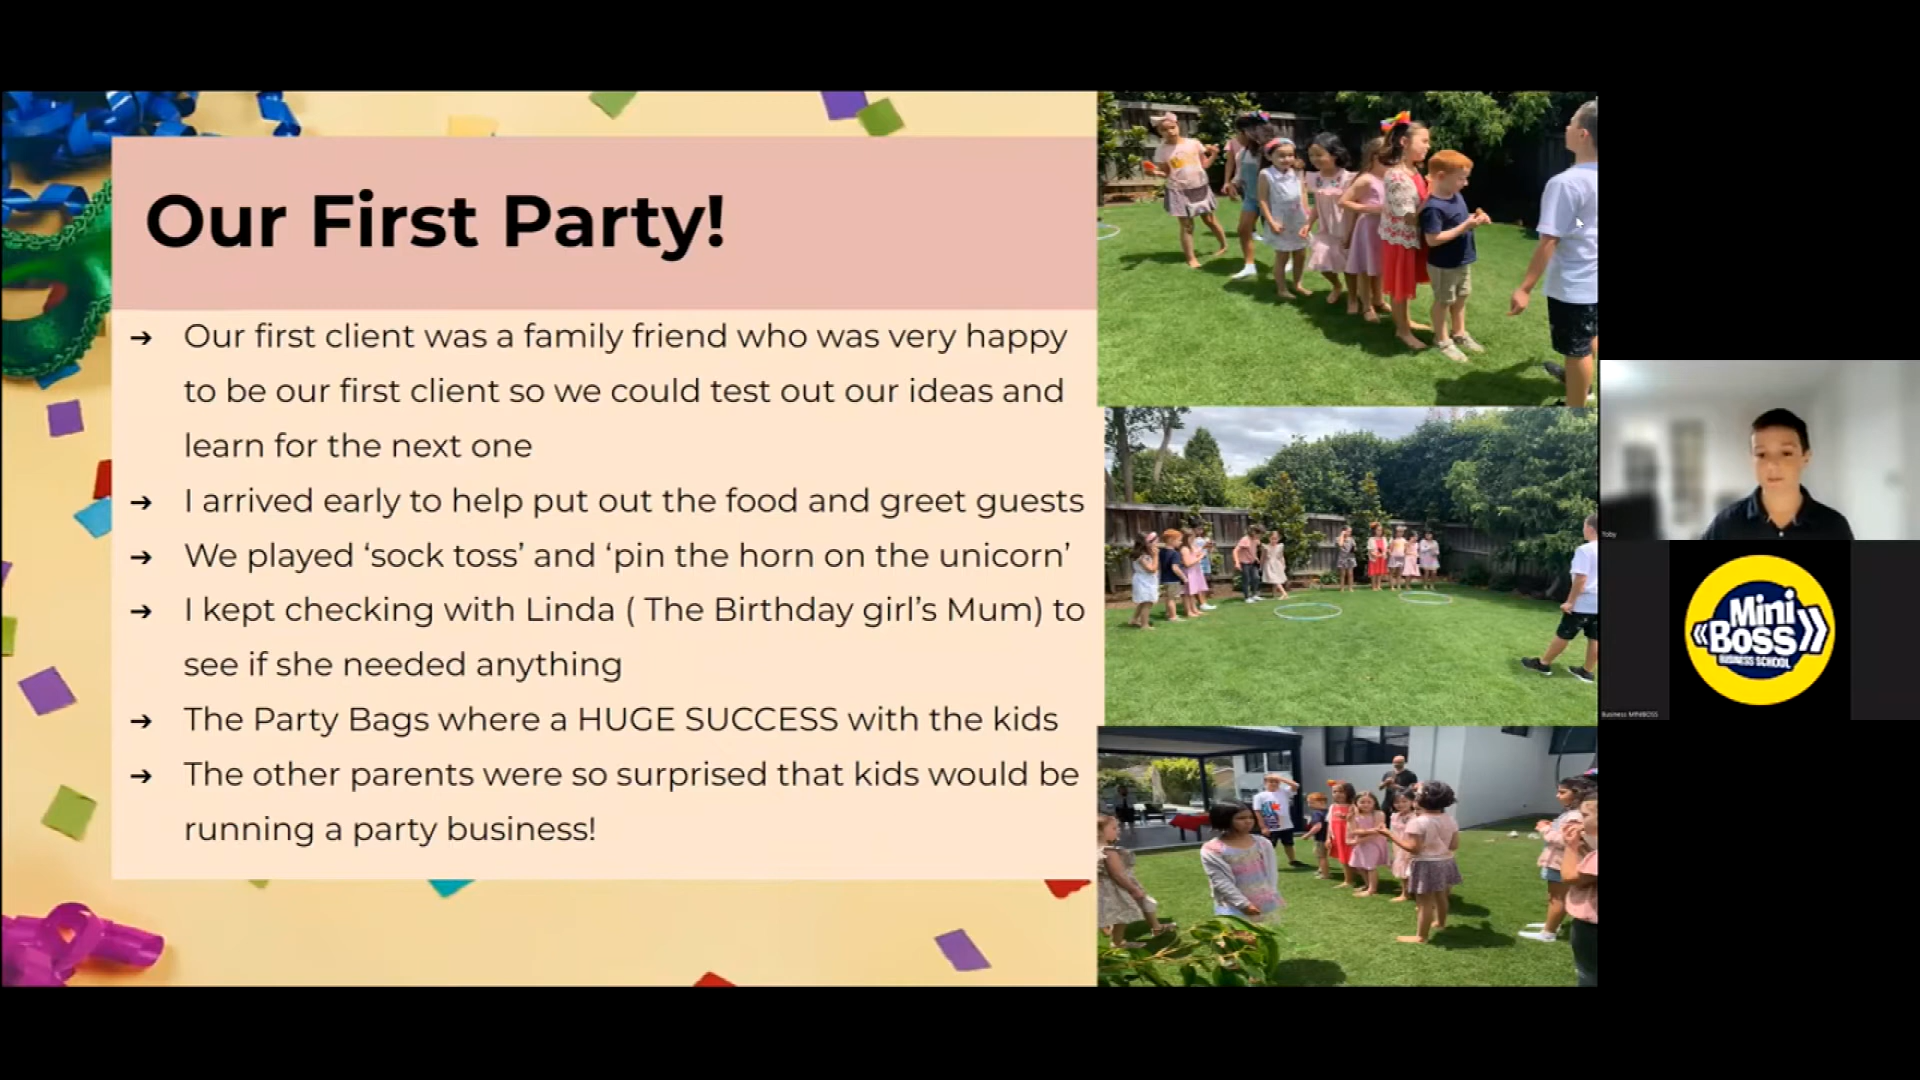 Our First Party!
➔ Our first client was a family friend who was very happy
to be our first client so we could test out our ideas and
learn for the next one
➔ I arrived early to help put out the food and greet guests
➔ We played ‘sock toss’ and ‘pin the horn on the unicorn’
➔ I kept checking with Linda ( The Birthday girl’s Mum) to
see if she needed anything
➔ The Party Bags where a HUGE SUCCESS with the kids
➔ The other parents were so surprised that kids would be
running a party business!
Toby
Mini
Boss
BUSINESS SCHOOL
Business MINIBOSS